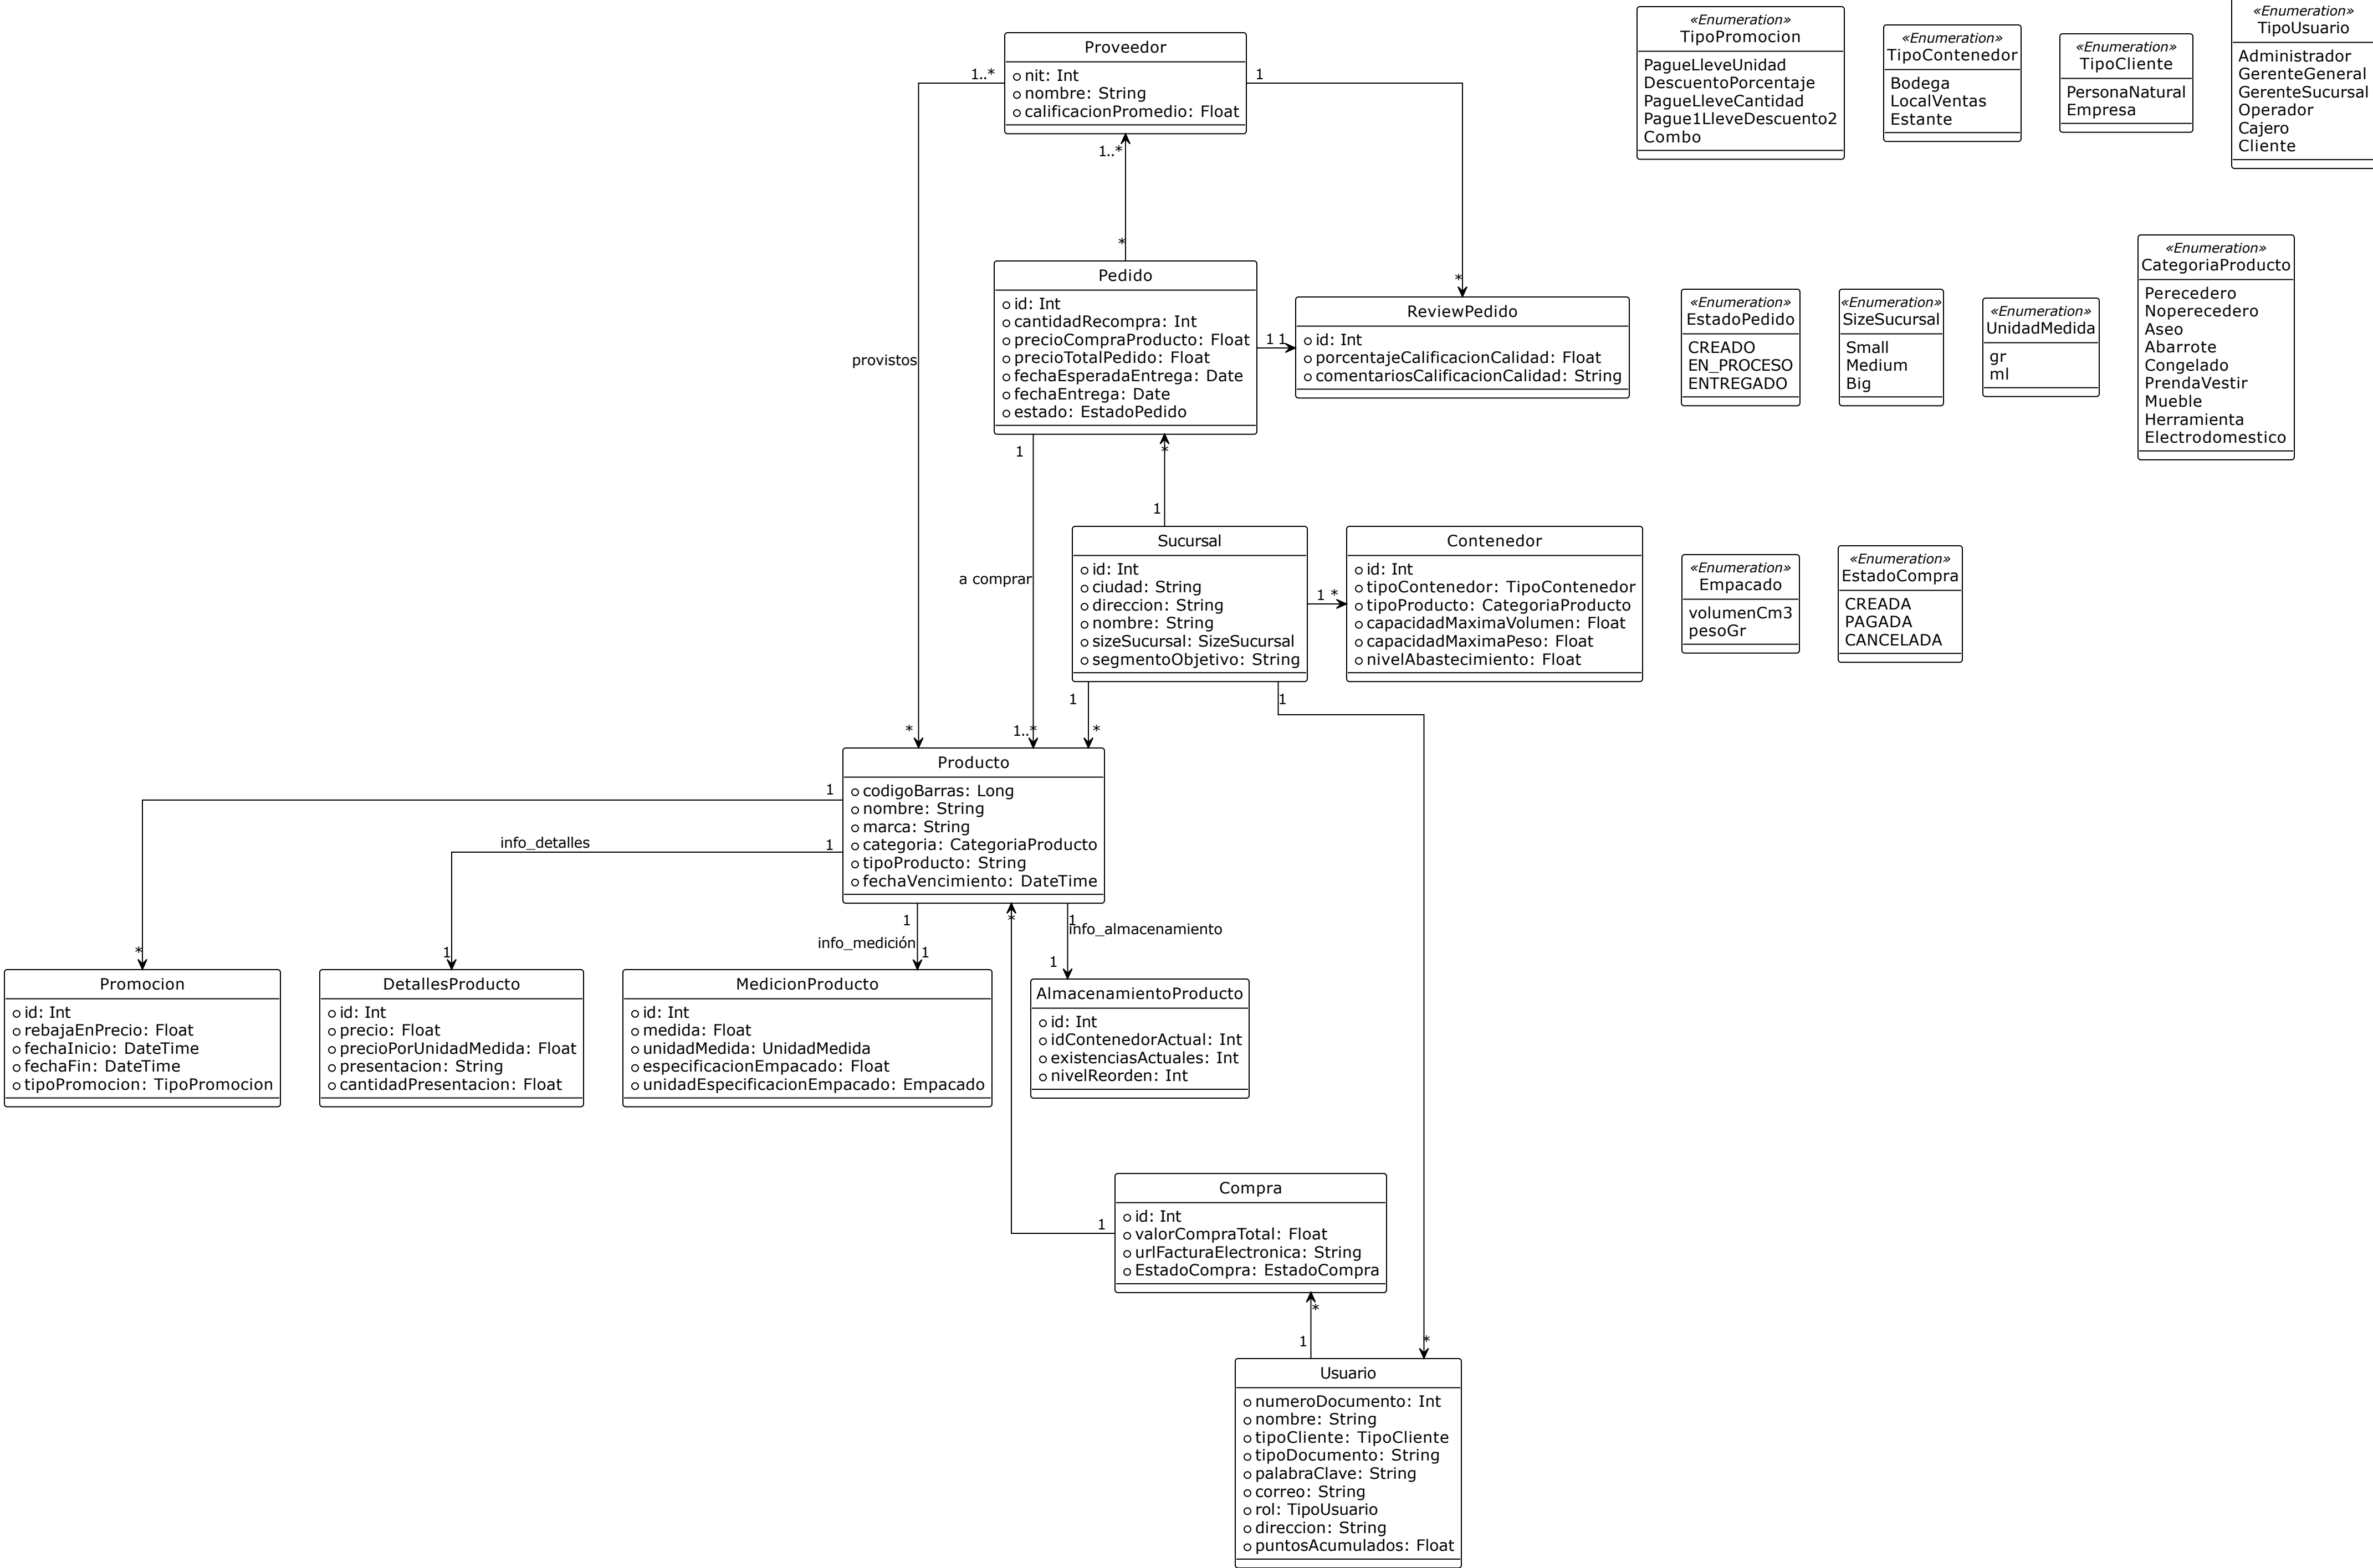 Proveedor
nit: Int
nombre: String
calificacionPromedio: Float
«Enumeration»
TipoPromocion
PagueLleveUnidad
DescuentoPorcentaje
PagueLleveCantidad
Pague1LleveDescuento2
Combo
«Enumeration»
TipoContenedor
Bodega
LocalVentas
Estante
«Enumeration»
TipoCliente
PersonaNatural
Empresa
«Enumeration»
TipoUsuario
Administrador
GerenteGeneral
GerenteSucursal
Operador
Cajero
Cliente
1..*
1
1..*
*
*
Pedido
id: Int
cantidadRecompra: Int
precioCompraProducto: Float
precioTotalPedido: Float
fechaEsperadaEntrega: Date
fechaEntrega: Date
estado: EstadoPedido
1 1
ReviewPedido
id: Int
porcentajeCalificacionCalidad: Float
comentariosCalificacionCalidad: String
«Enumeration»
EstadoPedido
CREADO
EN_PROCESO
ENTREGADO
«Enumeration»
SizeSucursal
Small
Medium
Big
«Enumeration»
UnidadMedida
gr
ml
«Enumeration»
CategoriaProducto
Perecedero
Noperecedero
Aseo
Abarrote
Congelado
PrendaVestir
Mueble
Herramienta
Electrodomestico
provistos
1
*
1
a comprar
Sucursal
id: Int
ciudad: String
direccion: String
nombre: String
sizeSucursal: SizeSucursal
segmentoObjetivo: String
1 *
Contenedor
id: Int
tipoContenedor: TipoContenedor
tipoProducto: CategoriaProducto
capacidadMaximaVolumen: Float
capacidadMaximaPeso: Float
nivelAbastecimiento: Float
«Enumeration»
Empacado
volumenCm3
pesoGr
«Enumeration»
EstadoCompra
CREADA
PAGADA
CANCELADA
1
1
*
1..*
*
Producto
codigoBarras: Long
nombre: String
marca: String
categoria: CategoriaProducto
tipoProducto: String
fechaVencimiento: DateTime
1
info_detalles
1
1
*
1
info_almacenamiento
info_medición
*
1
1
1
Promocion
id: Int
rebajaEnPrecio: Float
fechaInicio: DateTime
fechaFin: DateTime
tipoPromocion: TipoPromocion
DetallesProducto
id: Int
precio: Float
precioPorUnidadMedida: Float
presentacion: String
cantidadPresentacion: Float
MedicionProducto
id: Int
medida: Float
unidadMedida: UnidadMedida
especificacionEmpacado: Float
unidadEspecificacionEmpacado: Empacado
AlmacenamientoProducto
id: Int
idContenedorActual: Int
existenciasActuales: Int
nivelReorden: Int
Compra
id: Int
valorCompraTotal: Float
urlFacturaElectronica: String
EstadoCompra: EstadoCompra
1
*
1
*
Usuario
numeroDocumento: Int
nombre: String
tipoCliente: TipoCliente
tipoDocumento: String
palabraClave: String
correo: String
rol: TipoUsuario
direccion: String
puntosAcumulados: Float